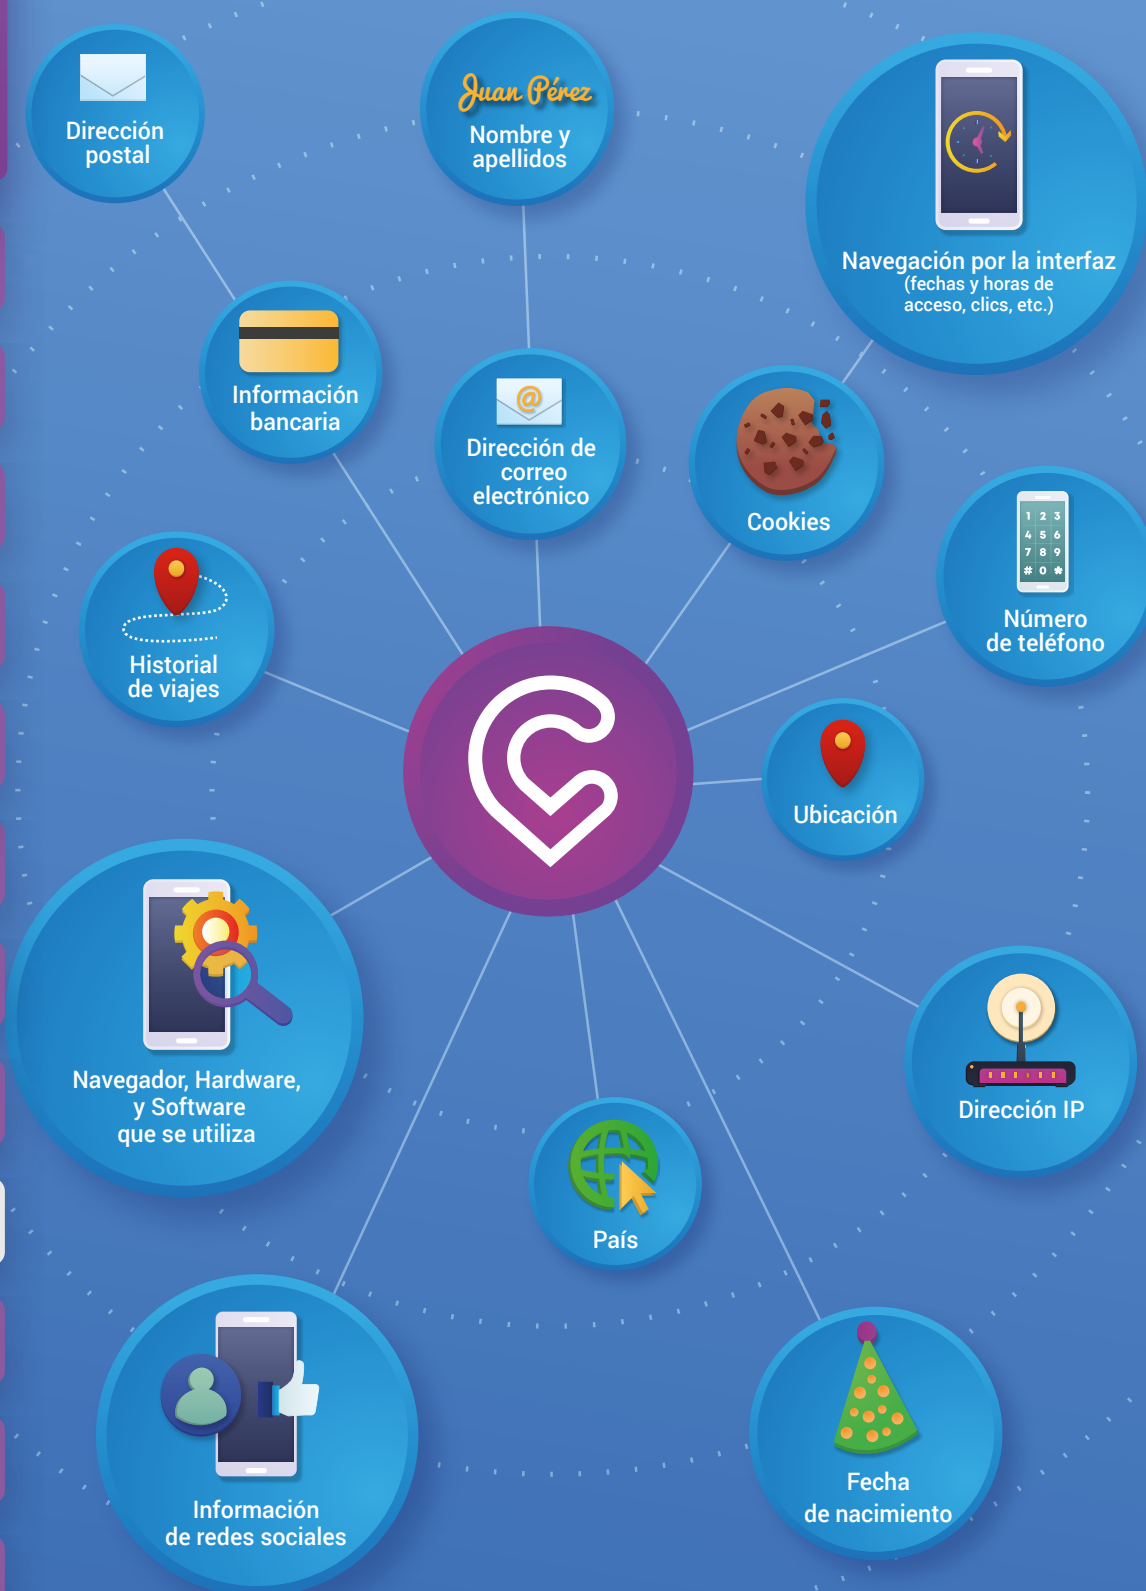 Dirección
postal
Juan Pérez
Nombre y
apellidos
Navegación por la interfaz
(fechas y horas de
acceso, clics, etc.)
Información
bancaria
@
Dirección de
correo
electrónico
Cookies
1 2 3
4 5 6
7 8 9
# 0 *
Número
de teléfono
Historial
de viajes
Ubicación
Navegador, Hardware,
y Software
que se utiliza
Dirección IP
País
Información
de redes sociales
Fecha
de nacimiento